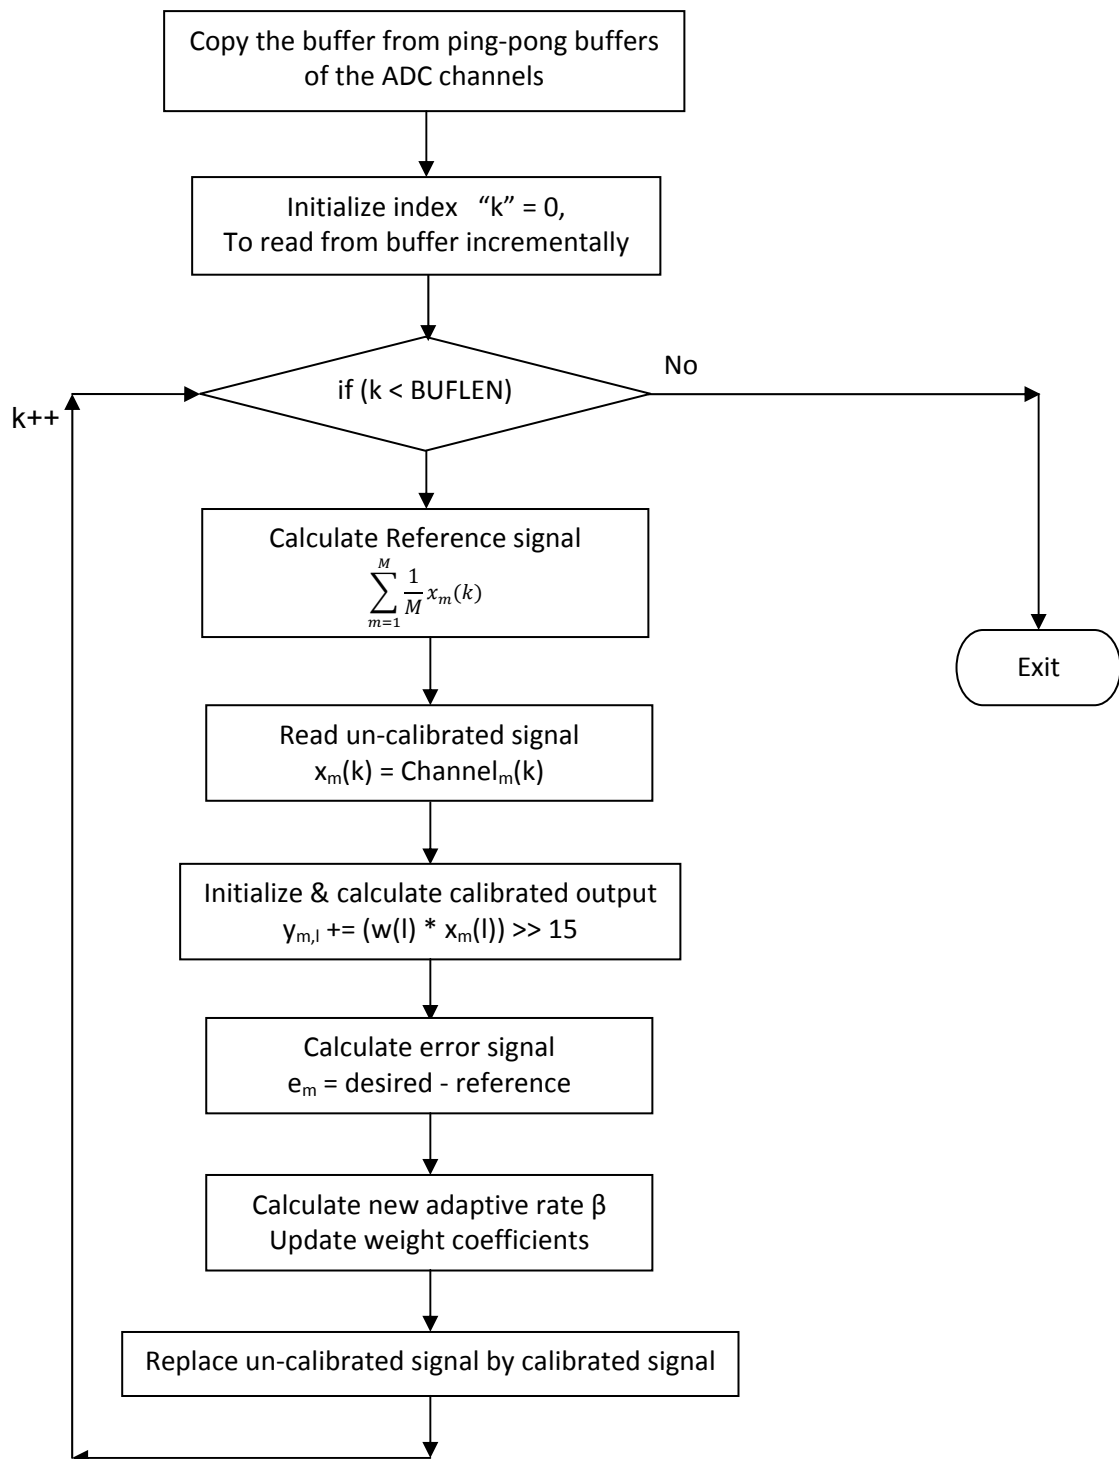 Copy the buffer from ping-pong buffers
of the ADC channels
Initialize index “k” = 0,
To read from buffer incrementally
if (k < BUFLEN)
No
k++
Calculate Reference signal
\sum_{m=1}^{M} \frac{1}{M} x_m(k)
Exit
Read un-calibrated signal
x_m(k) = Channel_m(k)
Initialize & calculate calibrated output
y_{m,l} += (w(l) * x_m(l)) >> 15
Calculate error signal
e_m = desired - reference
Calculate new adaptive rate β
Update weight coefficients
Replace un-calibrated signal by calibrated signal